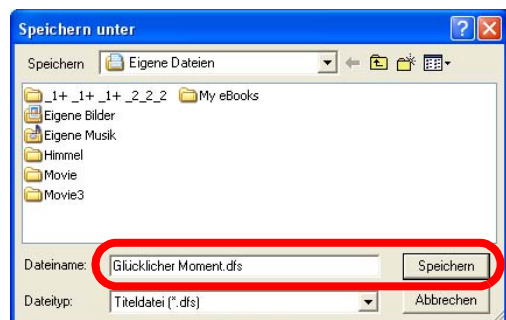 Speichern unter
Speichern Eigene Dateien
_1+ _1+ _1+ _2_2_2 My eBooks
Eigene Bilder
Eigene Musik
Himmel
Movie
Movie3
Dateiname: Glücklicher Moment.dfs Speichern
Dateityp: Titeldatei (*.dfs) Abbrechen